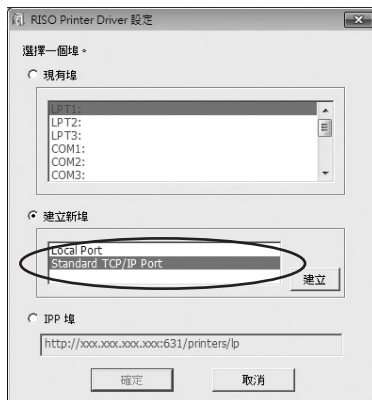 RISO Printer Driver 設定
選擇一個埠。
現有埠
LPT1:
LPT2:
LPT3:
COM1:
COM2:
COM3:
建立新埠
Local Port
Standard TCP/IP Port
建立
IPP 埠
http://xxx.xxx.xxx.xxx:631/printers/lp
確定
取消